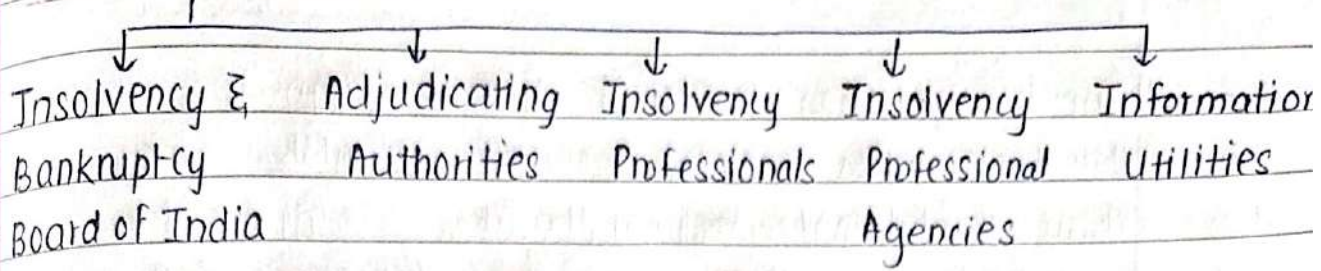 Insolvency & Adjudicating Insolvency Insolvency Information
Bankruptcy Authorities Professionals Professional Utilities
Board of India Agencies